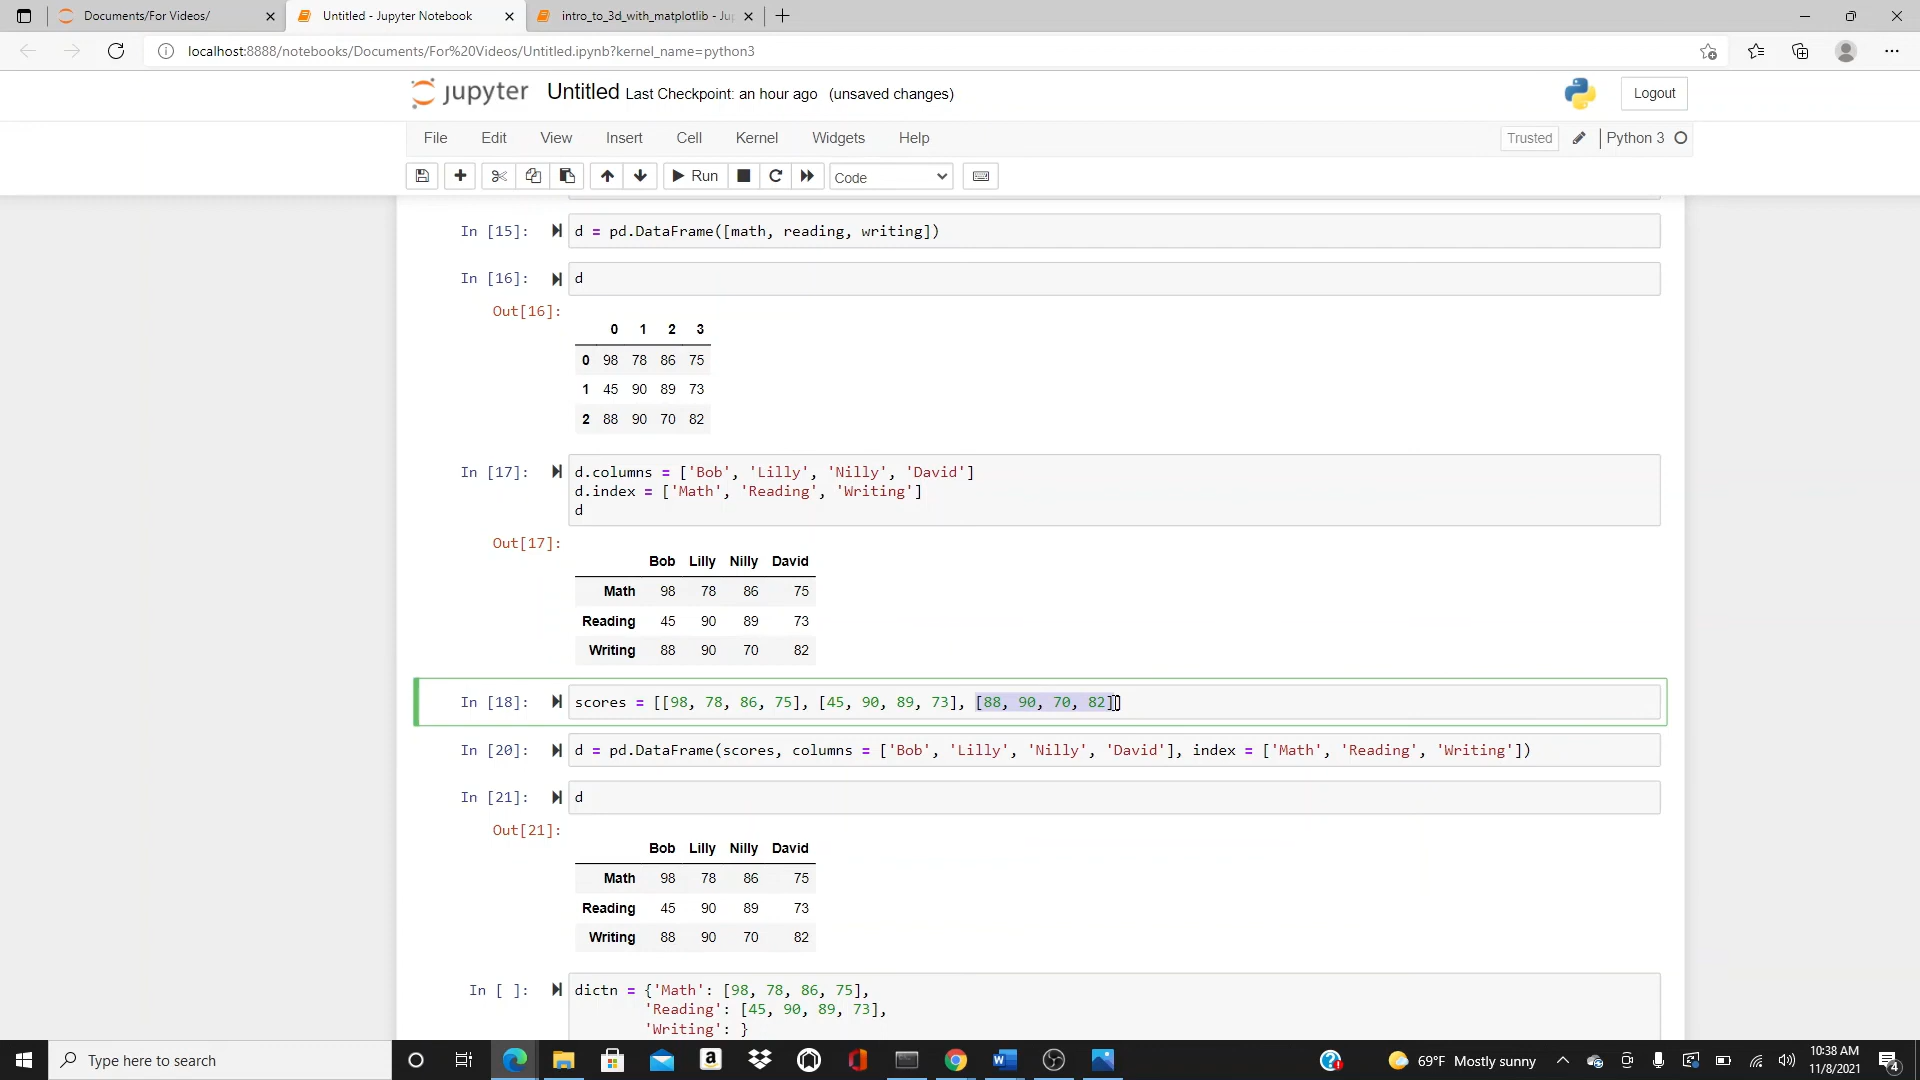 Documents/For Videos/
Untitled - Jupyter Notebook
intro_to_3d_with_matplotlib - Ju
localhost:8888/notebooks/Documents/For%20Videos/Untitled.ipynb?kernel_name=python3
jupyter Untitled Last Checkpoint: an hour ago (unsaved changes)
Logout
File Edit View Insert Cell Kernel Widgets Help
Trusted
Python 3
Run
Code
In [15]: d = pd.DataFrame([math, reading, writing])
In [16]: d
Out[16]:
0 1 2 3
0 98 78 86 75
1 45 90 89 73
2 88 90 70 82
In [17]: d.columns = ['Bob', 'Lilly', 'Nilly', 'David']
d.index = ['Math', 'Reading', 'Writing']
d
Out[17]:
Bob Lilly Nilly David
Math 98 78 86 75
Reading 45 90 89 73
Writing 88 90 70 82
In [18]: scores = [[98, 78, 86, 75], [45, 90, 89, 73], [88, 90, 70, 82]]
In [20]: d = pd.DataFrame(scores, columns = ['Bob', 'Lilly', 'Nilly', 'David'], index = ['Math', 'Reading', 'Writing'])
In [21]: d
Out[21]:
Bob Lilly Nilly David
Math 98 78 86 75
Reading 45 90 89 73
Writing 88 90 70 82
In [ ]: dictn = {'Math': [98, 78, 86, 75],
'Reading': [45, 90, 89, 73],
'Writing': }
Type here to search
69°F Mostly sunny
10:38 AM
11/8/2021
4